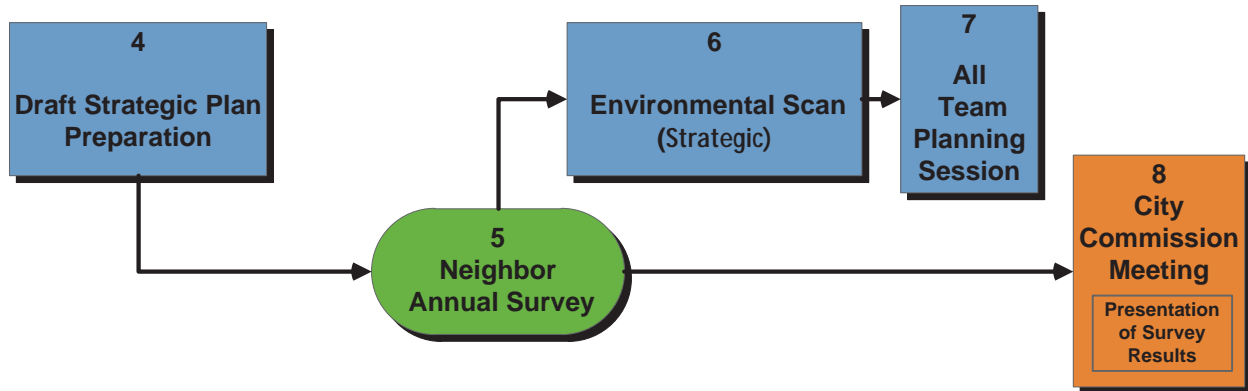 4
Draft Strategic Plan
Preparation
5
Neighbor
Annual Survey
6
Environmental Scan
(Strategic)
7
All
Team
Planning
Session
8
City
Commission
Meeting
Presentation
of Survey
Results